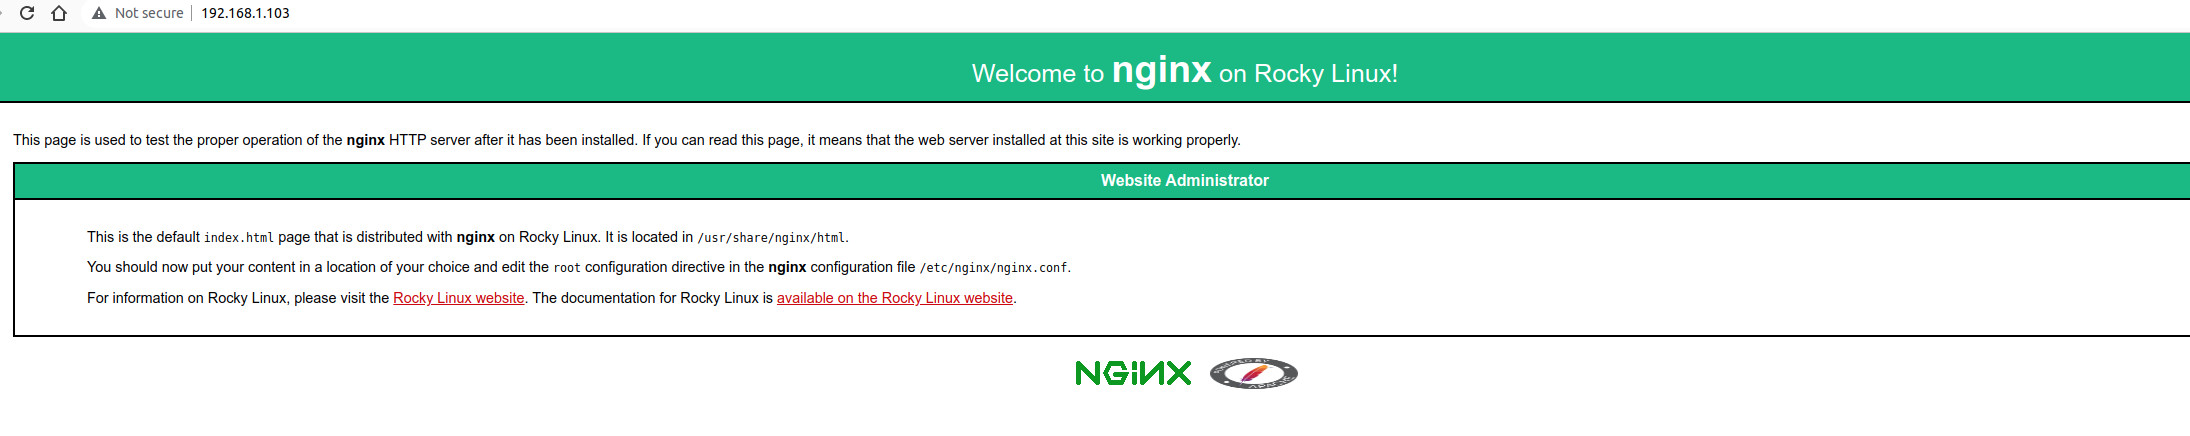 Not secure 192.168.1.103
Welcome to nginx on Rocky Linux!
This page is used to test the proper operation of the nginx HTTP server after it has been installed. If you can read this page, it means that the web server installed at this site is working properly.
Website Administrator
This is the default index.html page that is distributed with nginx on Rocky Linux. It is located in /usr/share/nginx/html.
You should now put your content in a location of your choice and edit the root configuration directive in the nginx configuration file /etc/nginx/nginx.conf.
For information on Rocky Linux, please visit the Rocky Linux website. The documentation for Rocky Linux is available on the Rocky Linux website.
NGiNX POWERED BY APACHE